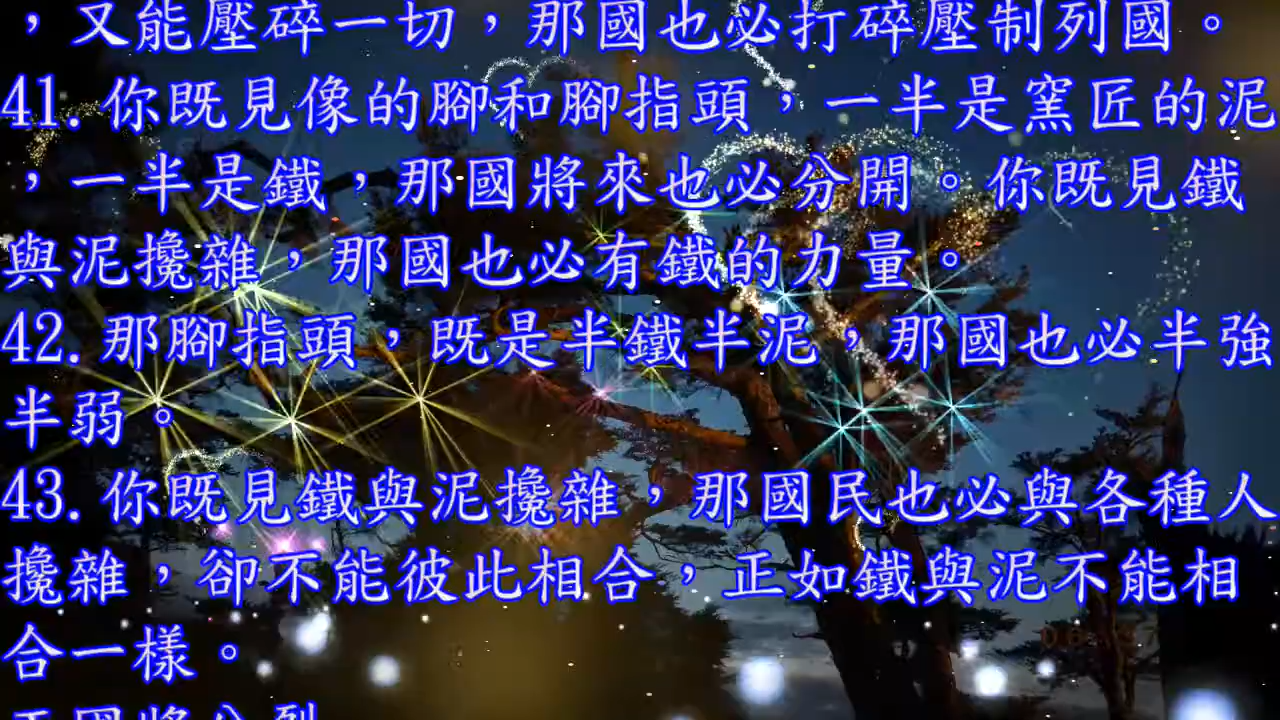 ，又能壓碎一切，那國也必打碎壓制列國。
41.你既見像的腳和腳指頭，一半是窯匠的泥
，一半是鐵，那國將來也必分開。你既見鐵
與泥攙雜，那國也必有鐵的力量。
42.那腳指頭，既是半鐵半泥，那國也必半強
半弱。
43.你既見鐵與泥攙雜，那國民也必與各種人
攙雜，卻不能彼此相合，正如鐵與泥不能相
合一樣。